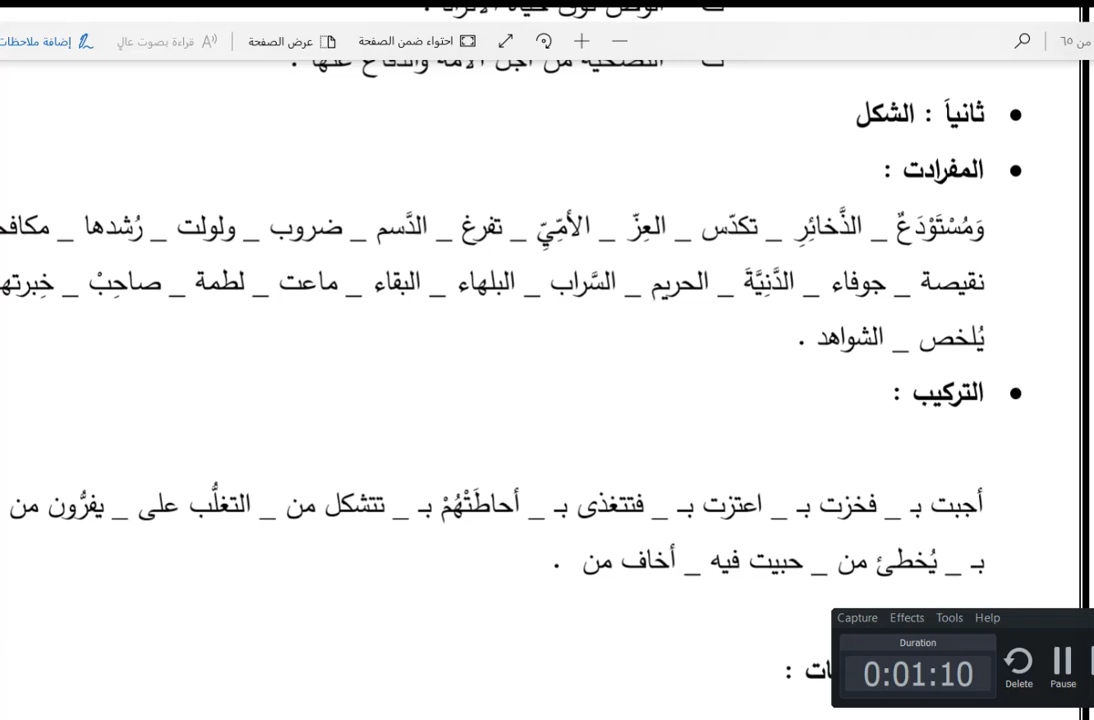 من ٦٥
احتواء ضمن الصفحة
عرض الصفحة
قراءة بصوت عالٍ
إضافة ملاحظات
• ثانياَ : الشكل
• المفرادت :
وَمُسْتَوْدَعٌ _ الذَّخائِرِ _ تكدّس _ العِزّ _ الأمِّيِّ _ تفرغ _ الدَّسم _ ضروب _ ولولت _ رُشدها _
نقيصة _ جوفاء _ الدَّنِيَّةَ _ الحريم _ السَّراب _ البلهاء _ البقاء _ ماعت _ لطمة _ صاحِبْ _
يُلخص _ الشواهد .
• التركيب :
أجبت بـ _ فخزت بـ _ اعتزت بـ _ فتتغذى بـ _ أحاطَتْهُمْ بـ _ تتشكل من _ التغلُّب على _ يفرُّون من
بـ _ يُخطئ من _ حبيت فيه _ أخاف من .
Capture Effects Tools Help
Duration
0:01:10
Delete
Pause